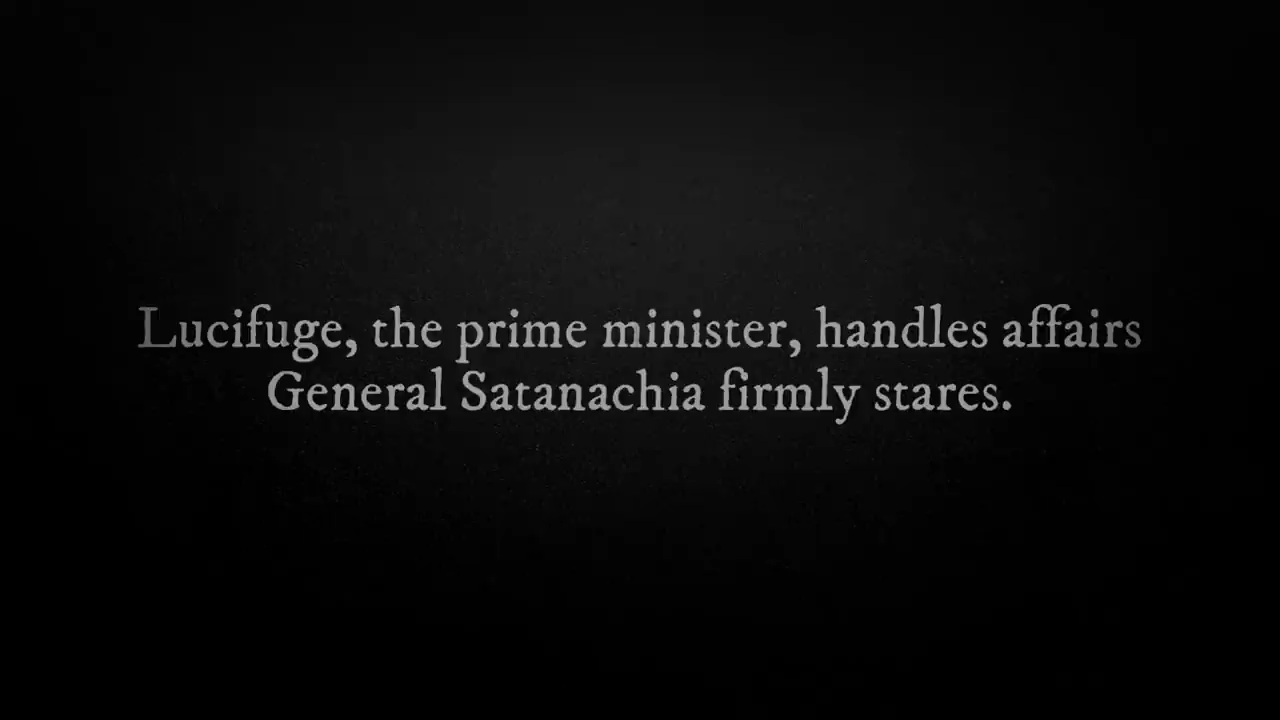 Lucifuge, the prime minister, handles affairs
General Satanachia firmly stares.